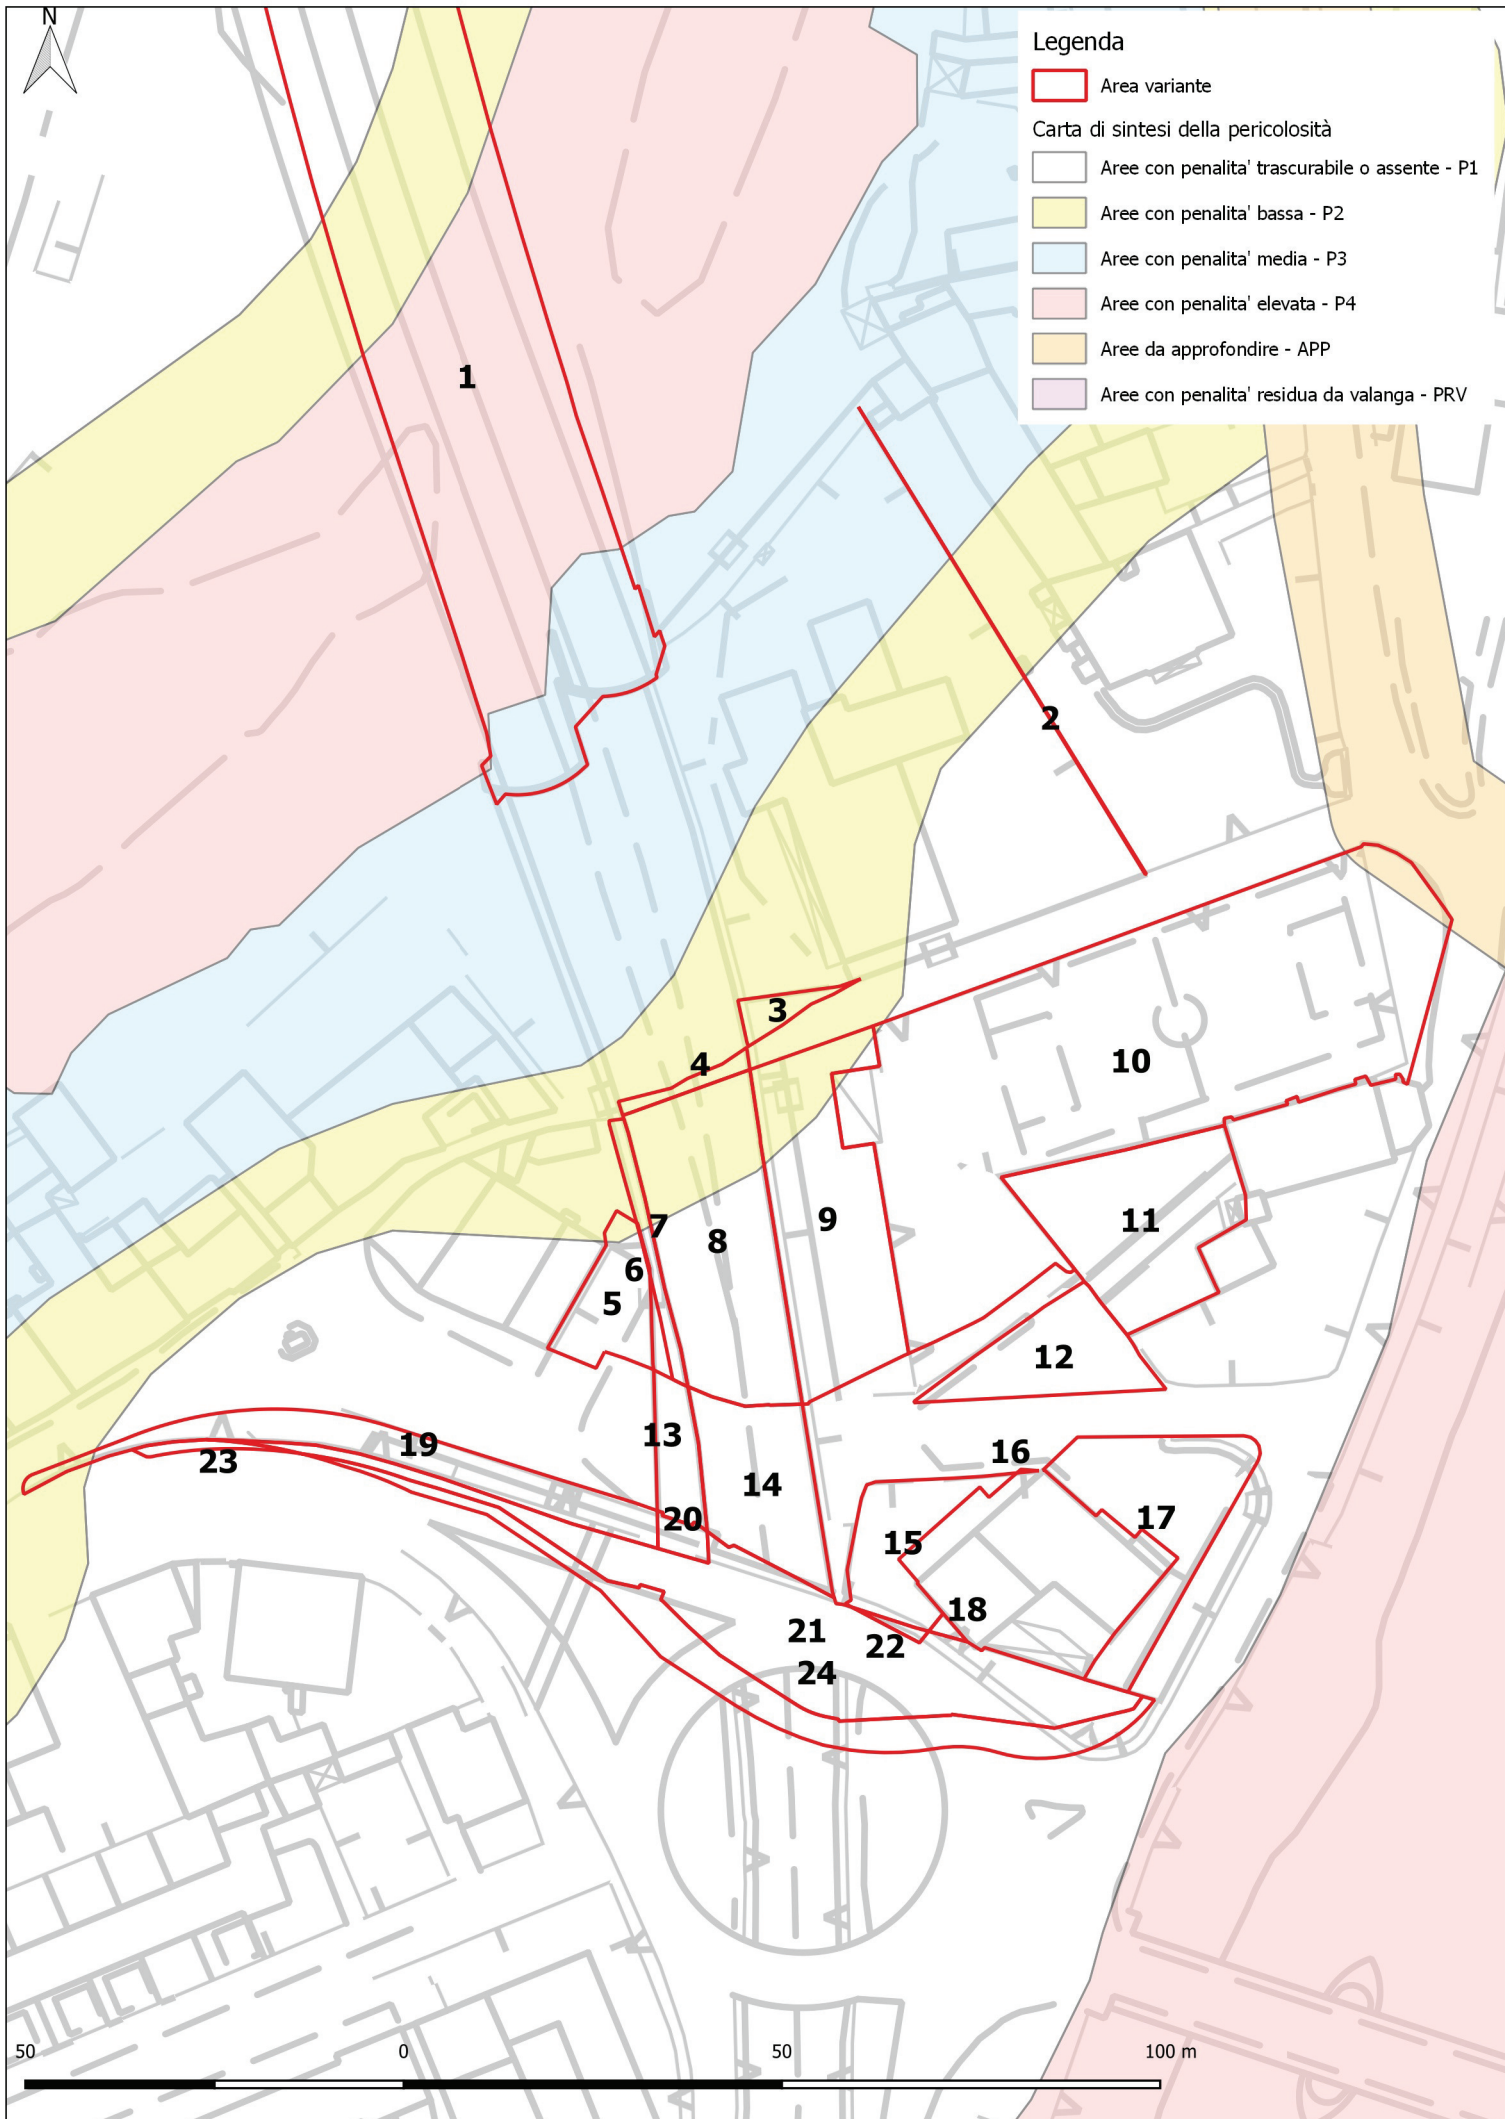 N
Legenda
Area variante
Carta di sintesi della pericolosità
Aree con penalita' trascurabile o assente - P1
Aree con penalita' bassa - P2
Aree con penalita' media - P3
Aree con penalita' elevata - P4
Aree da approfondire - APP
Aree con penalita' residua da valanga - PRV
1
2
3
4
10
11
9
7
8
6
5
12
13
19
16
23
14
17
20
15
18
21
22
24
50
0
50
100 m